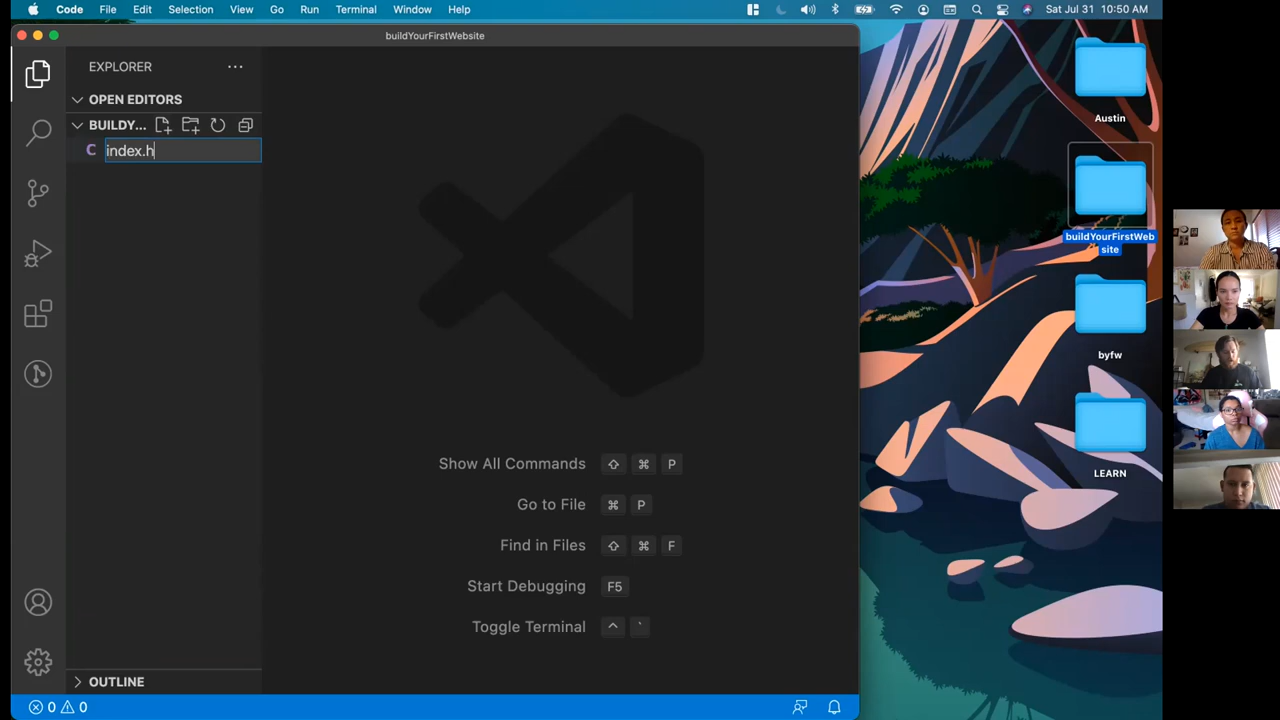 Code File Edit Selection View Go Run Terminal Window Help Sat Jul 31 10:50 AM
buildYourFirstWebsite
EXPLORER
OPEN EDITORS
BUILDY...
C index.h
Show All Commands ⇧ ⌘ P
Go to File ⌘ P
Find in Files ⇧ ⌘ F
Start Debugging F5
Toggle Terminal ^ `
OUTLINE
0 0
Austin
buildYourFirstWeb
site
byfw
LEARN